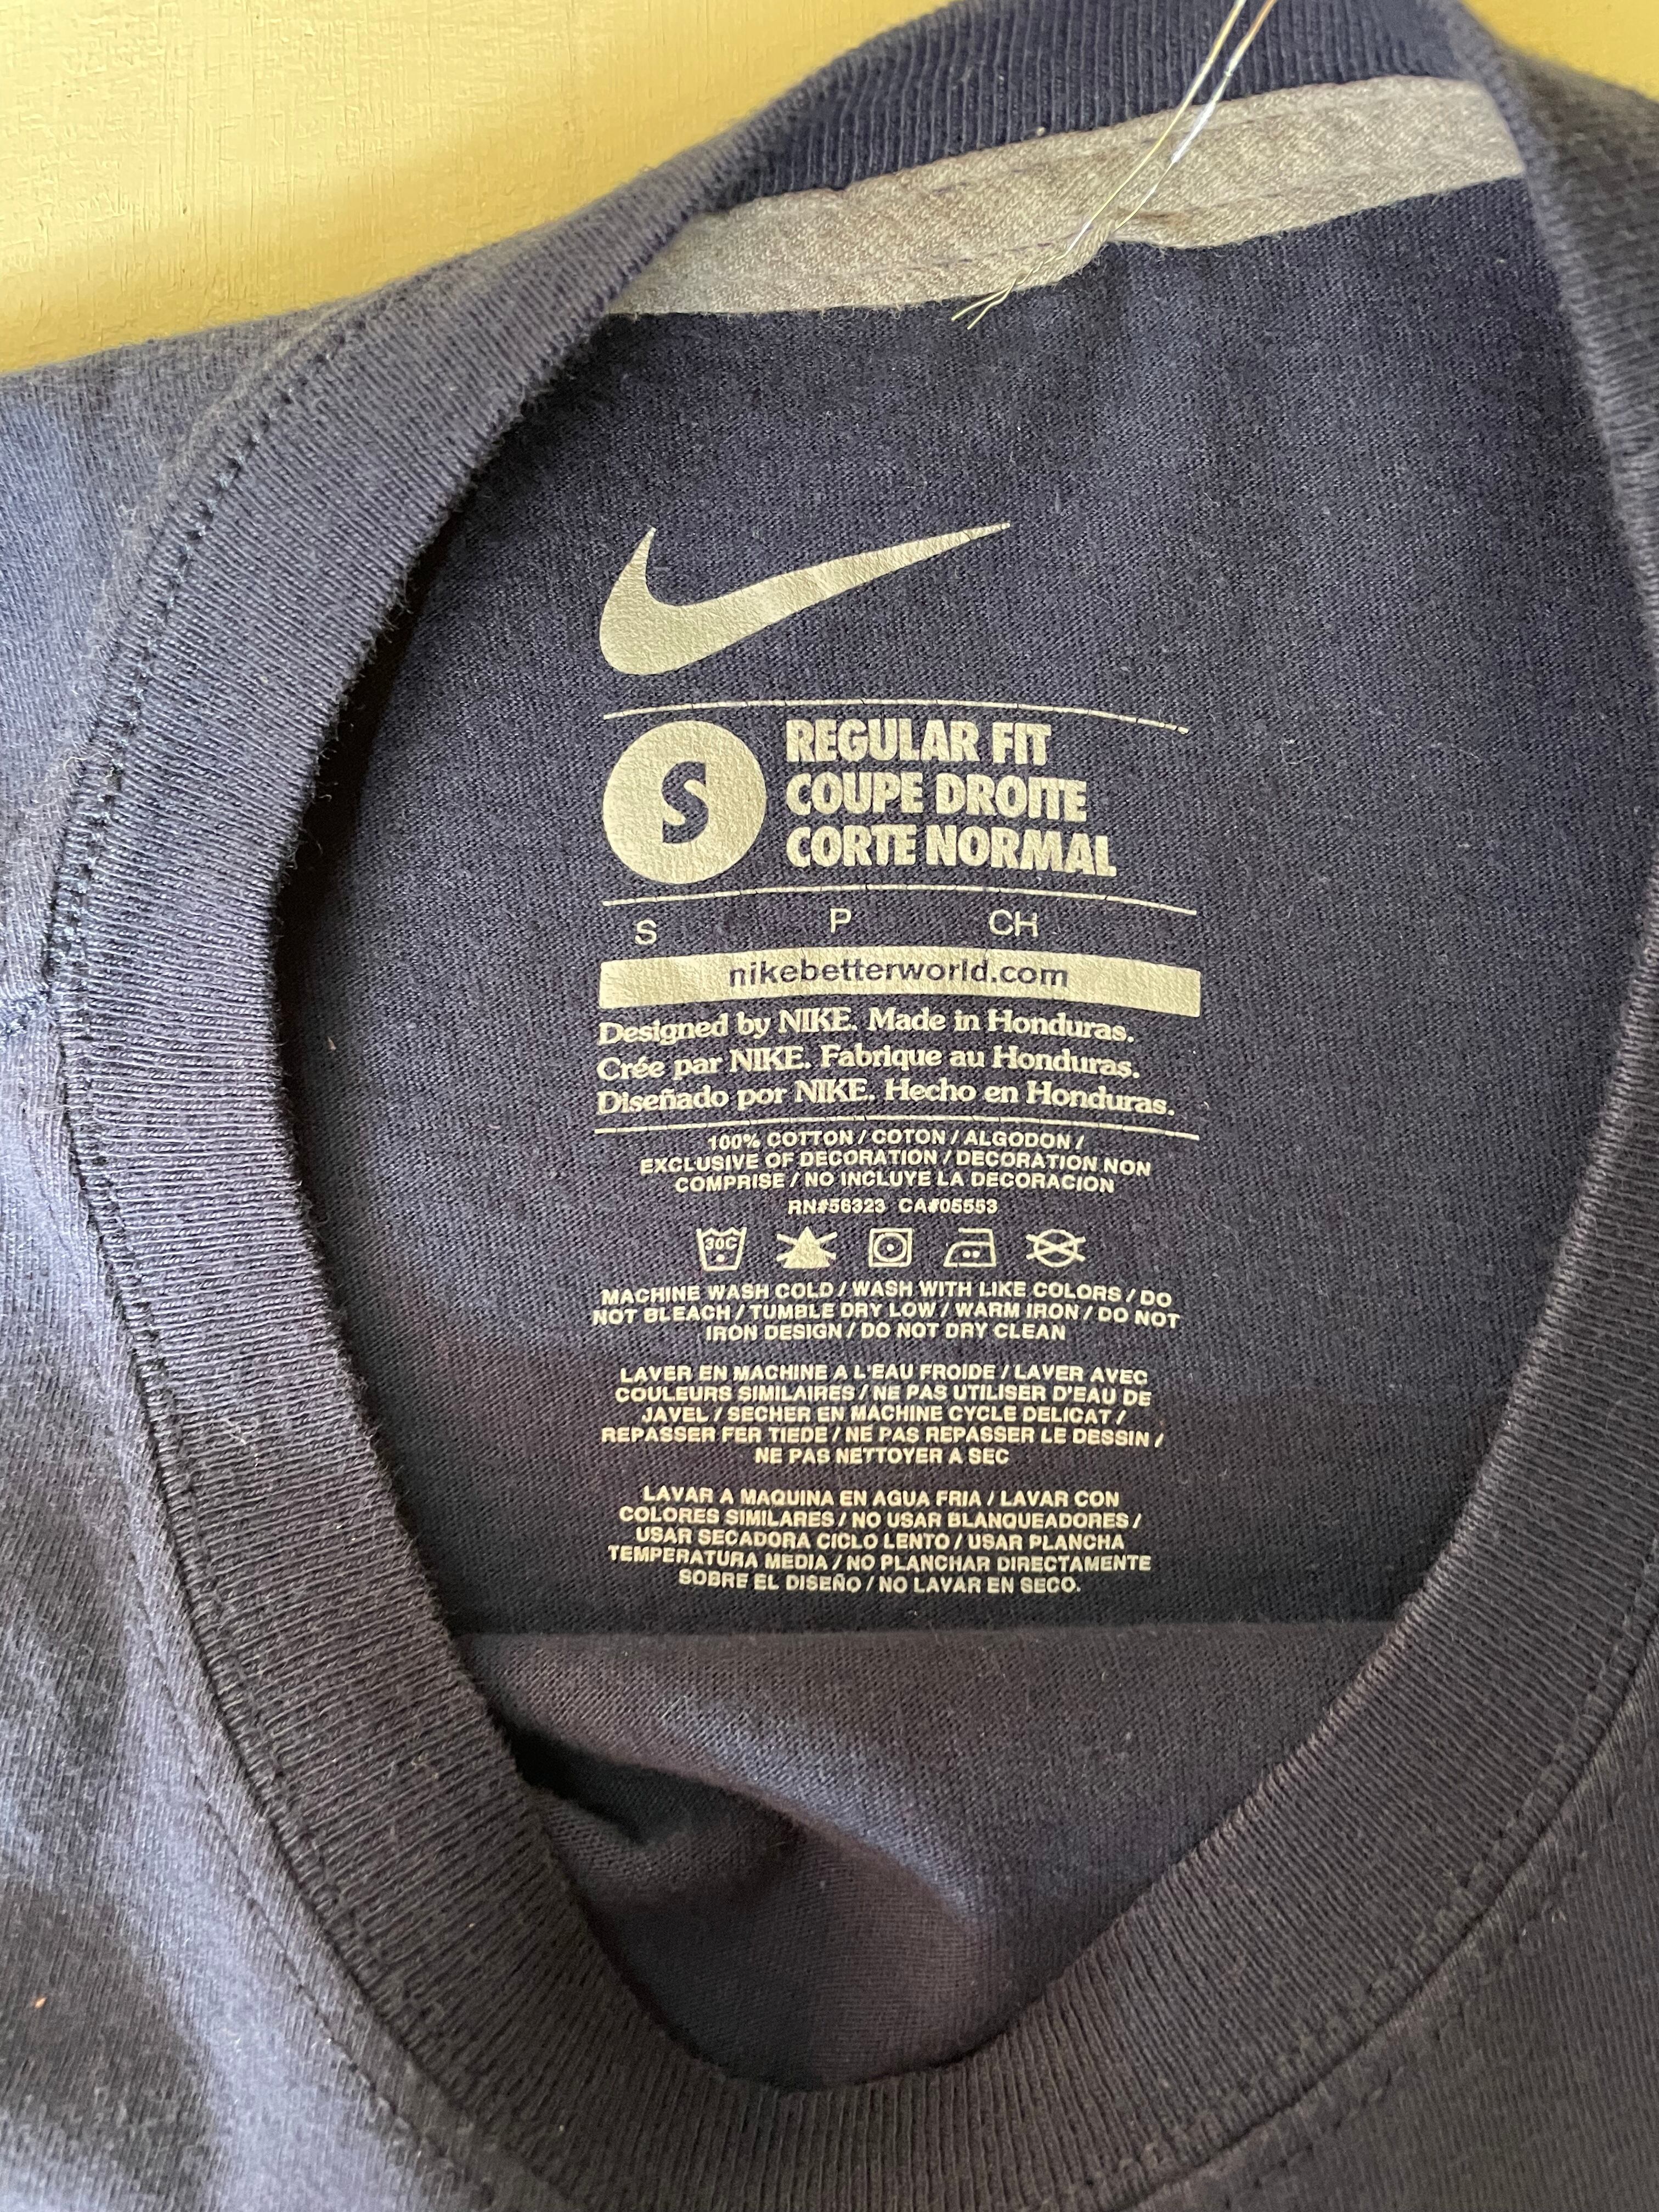 S
REGULAR FIT
COUPE DROITE
CORTE NORMAL
S P CH
nikebetterworld.com
Designed by NIKE. Made in Honduras.
Crée par NIKE. Fabrique au Honduras.
Diseñado por NIKE. Hecho en Honduras.
100% COTTON / COTON / ALGODON /
EXCLUSIVE OF DECORATION / DECORATION NON
COMPRISE / NO INCLUYE LA DECORACION
RN#56323 CA#05553
30C
MACHINE WASH COLD / WASH WITH LIKE COLORS / DO
NOT BLEACH / TUMBLE DRY LOW / WARM IRON / DO NOT
IRON DESIGN / DO NOT DRY CLEAN
LAVER EN MACHINE A L'EAU FROIDE / LAVER AVEC
COULEURS SIMILAIRES / NE PAS UTILISER D'EAU DE
JAVEL / SECHER EN MACHINE CYCLE DELICAT /
REPASSER FER TIEDE / NE PAS REPASSER LE DESSIN /
NE PAS NETTOYER A SEC
LAVAR A MAQUINA EN AGUA FRIA / LAVAR CON
COLORES SIMILARES / NO USAR BLANQUEADORES /
USAR SECADORA CICLO LENTO / USAR PLANCHA
TEMPERATURA MEDIA / NO PLANCHAR DIRECTAMENTE
SOBRE EL DISEÑO / NO LAVAR EN SECO.